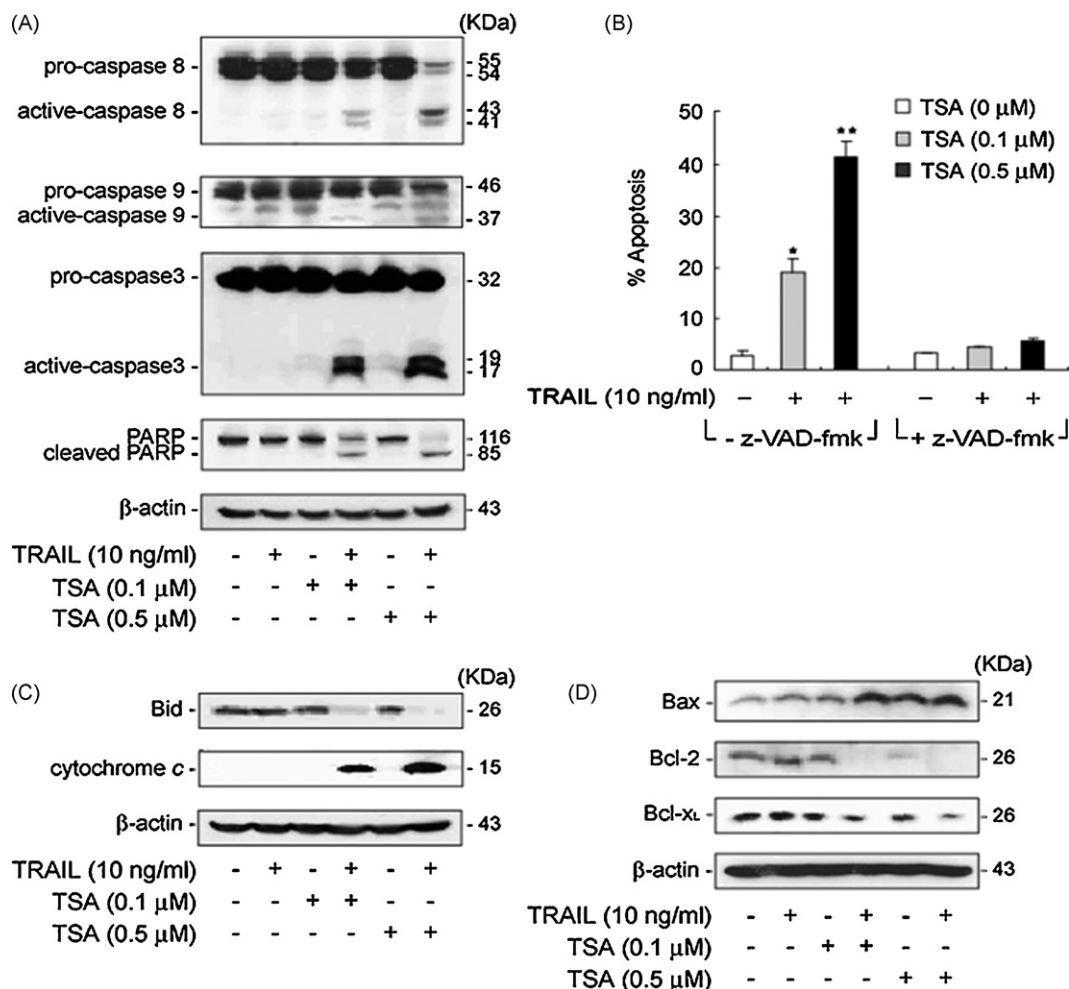 (A)
(KDa)
pro-caspase 8 -
- 55
- 54
active-caspase 8 -
- 43
- 41
pro-caspase 9 -
- 46
active-caspase 9 -
- 37
pro-caspase3 -
- 32
active-caspase3 -
- 19
- 17
PARP -
- 116
cleaved PARP -
- 85
β-actin -
- 43
TRAIL (10 ng/ml) - + - + - +
TSA (0.1 μM) - - + + - -
TSA (0.5 μM) - - - - + +
(B)
% Apoptosis
50
40
30
20
10
0
* **
TSA (0 μM)
TSA (0.1 μM)
TSA (0.5 μM)
TRAIL (10 ng/ml) − + + − + +
- z-VAD-fmk + z-VAD-fmk
(C)
(KDa)
Bid - - 26
cytochrome c - - 15
β-actin - - 43
TRAIL (10 ng/ml) - + - + - +
TSA (0.1 μM) - - + + - -
TSA (0.5 μM) - - - - + +
(D)
(KDa)
Bax - - 21
Bcl-2 - - 26
Bcl-xL - - 26
β-actin - - 43
TRAIL (10 ng/ml) - + - + - +
TSA (0.1 μM) - - + + - -
TSA (0.5 μM) - - - - + +